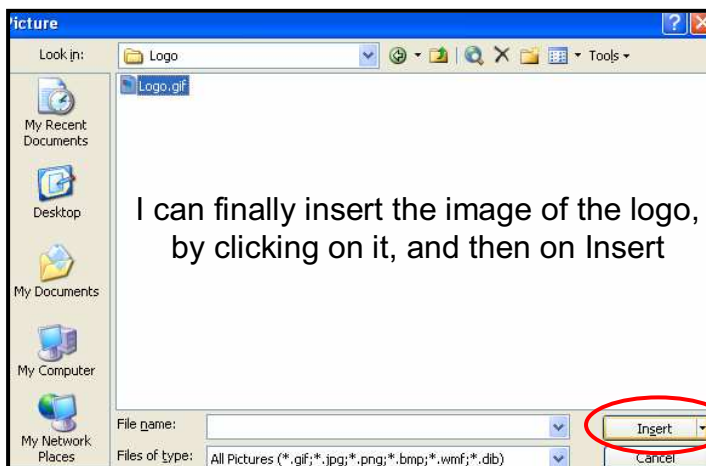 Picture
Look in:
Logo
Tools
Logo.gif
My Recent
Documents
Desktop
I can finally insert the image of the logo,
by clicking on it, and then on Insert
My Documents
My Computer
My Network
Places
File name:
Insert
Files of type:
All Pictures (*.gif;*.jpg;*.png;*.bmp;*.wmf;*.dib)
Cancel